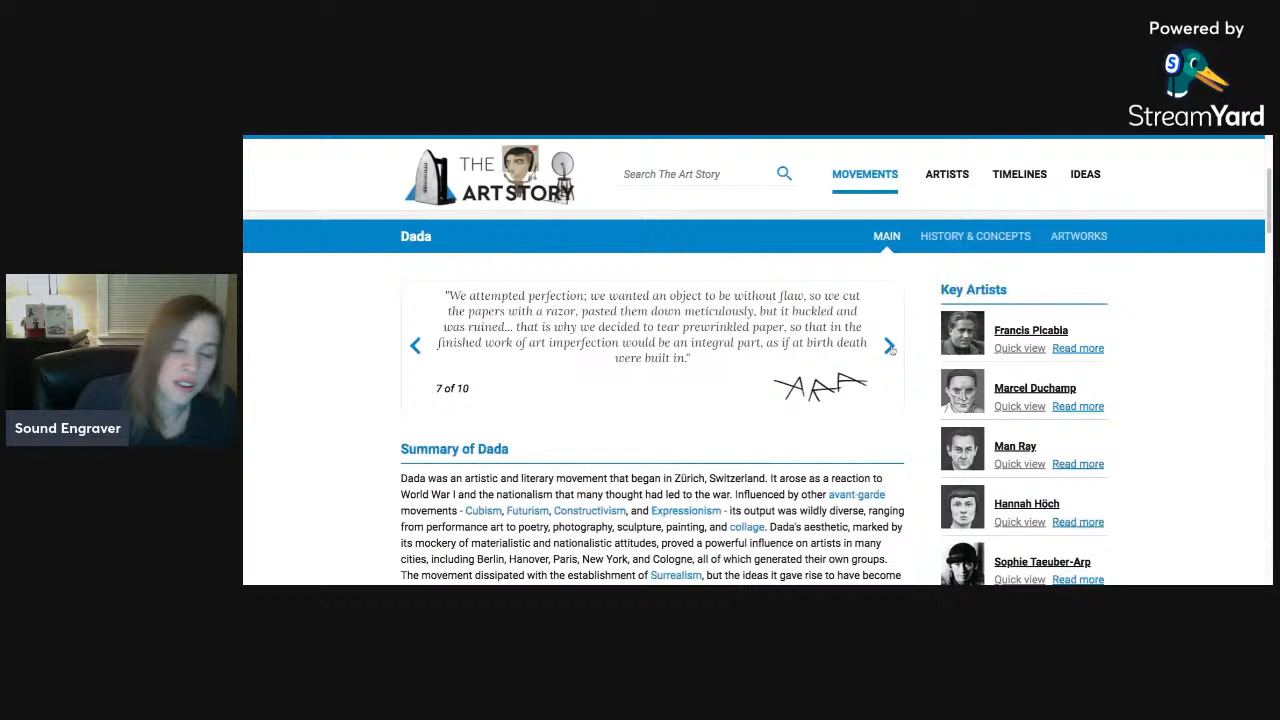 Powered by
StreamYard
THE
ARTSTORY
Search The Art Story
MOVEMENTS
ARTISTS
TIMELINES
IDEAS
Dada
MAIN
HISTORY & CONCEPTS
ARTWORKS
"We attempted perfection; we wanted an object to be without flaw, so we cut
the papers with a razor, pasted them down meticulously, but it buckled and
was ruined... that is why we decided to tear prewrinkled paper, so that in the
finished work of art imperfection would be an integral part, as if at birth death
were built in."
7 of 10
ARP
Summary of Dada
Dada was an artistic and literary movement that began in Zürich, Switzerland. It arose as a reaction to
World War I and the nationalism that many thought had led to the war. Influenced by other avant-garde
movements - Cubism, Futurism, Constructivism, and Expressionism - its output was wildly diverse, ranging
from performance art to poetry, photography, sculpture, painting, and collage. Dada's aesthetic, marked by
its mockery of materialistic and nationalistic attitudes, proved a powerful influence on artists in many
cities, including Berlin, Hanover, Paris, New York, and Cologne, all of which generated their own groups.
The movement dissipated with the establishment of Surrealism, but the ideas it gave rise to have become
Key Artists
Francis Picabia
Quick view Read more
Marcel Duchamp
Quick view Read more
Man Ray
Quick view Read more
Hannah Höch
Quick view Read more
Sophie Taeuber-Arp
Quick view Read more
Sound Engraver